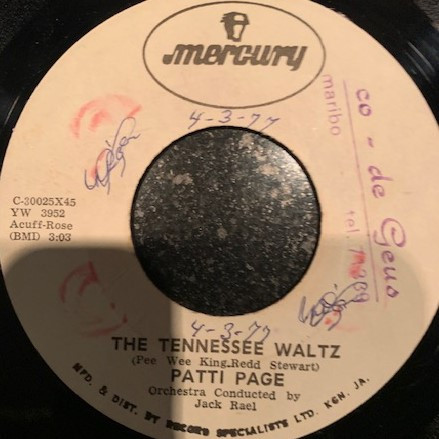 mercury
co - de Geus
maribo
4-3-77
C-30025X45
YW 3952
Acuff-Rose
(BMI) 3:03
4-3-77
THE TENNESSEE WALTZ
(Pee Wee King.Redd Stewart)
PATTI PAGE
Orchestra Conducted by
Jack Rael
MFD. & DIST. BY RECORD SPECIALISTS LTD. KGN. JA.